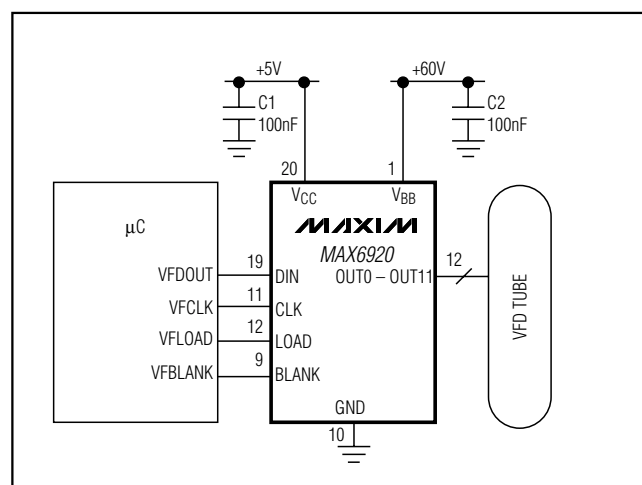 +5V
+60V
C1
100nF
C2
100nF
20
1
VCC
VBB
μC
MAXIM
MAX6920
12
OUT0 – OUT11
VFDOUT
19
DIN
VFCLK
11
CLK
VFLOAD
12
LOAD
VFBLANK
9
BLANK
VFD TUBE
GND
10